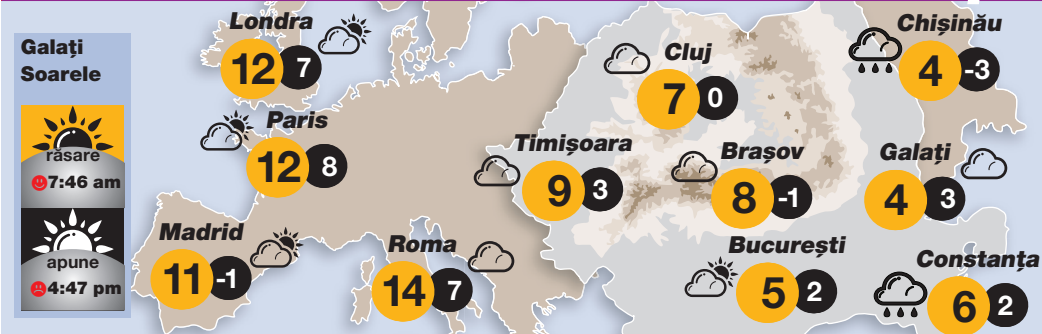 Galați
Soarele
răsare
7:46 am
apune
4:47 pm
Londra
12 7
Paris
12 8
Madrid
11 -1
Roma
14 7
Cluj
7 0
Timișoara
9 3
Brașov
8 -1
București
5 2
Chișinău
4 -3
Galați
4 3
Constanța
6 2